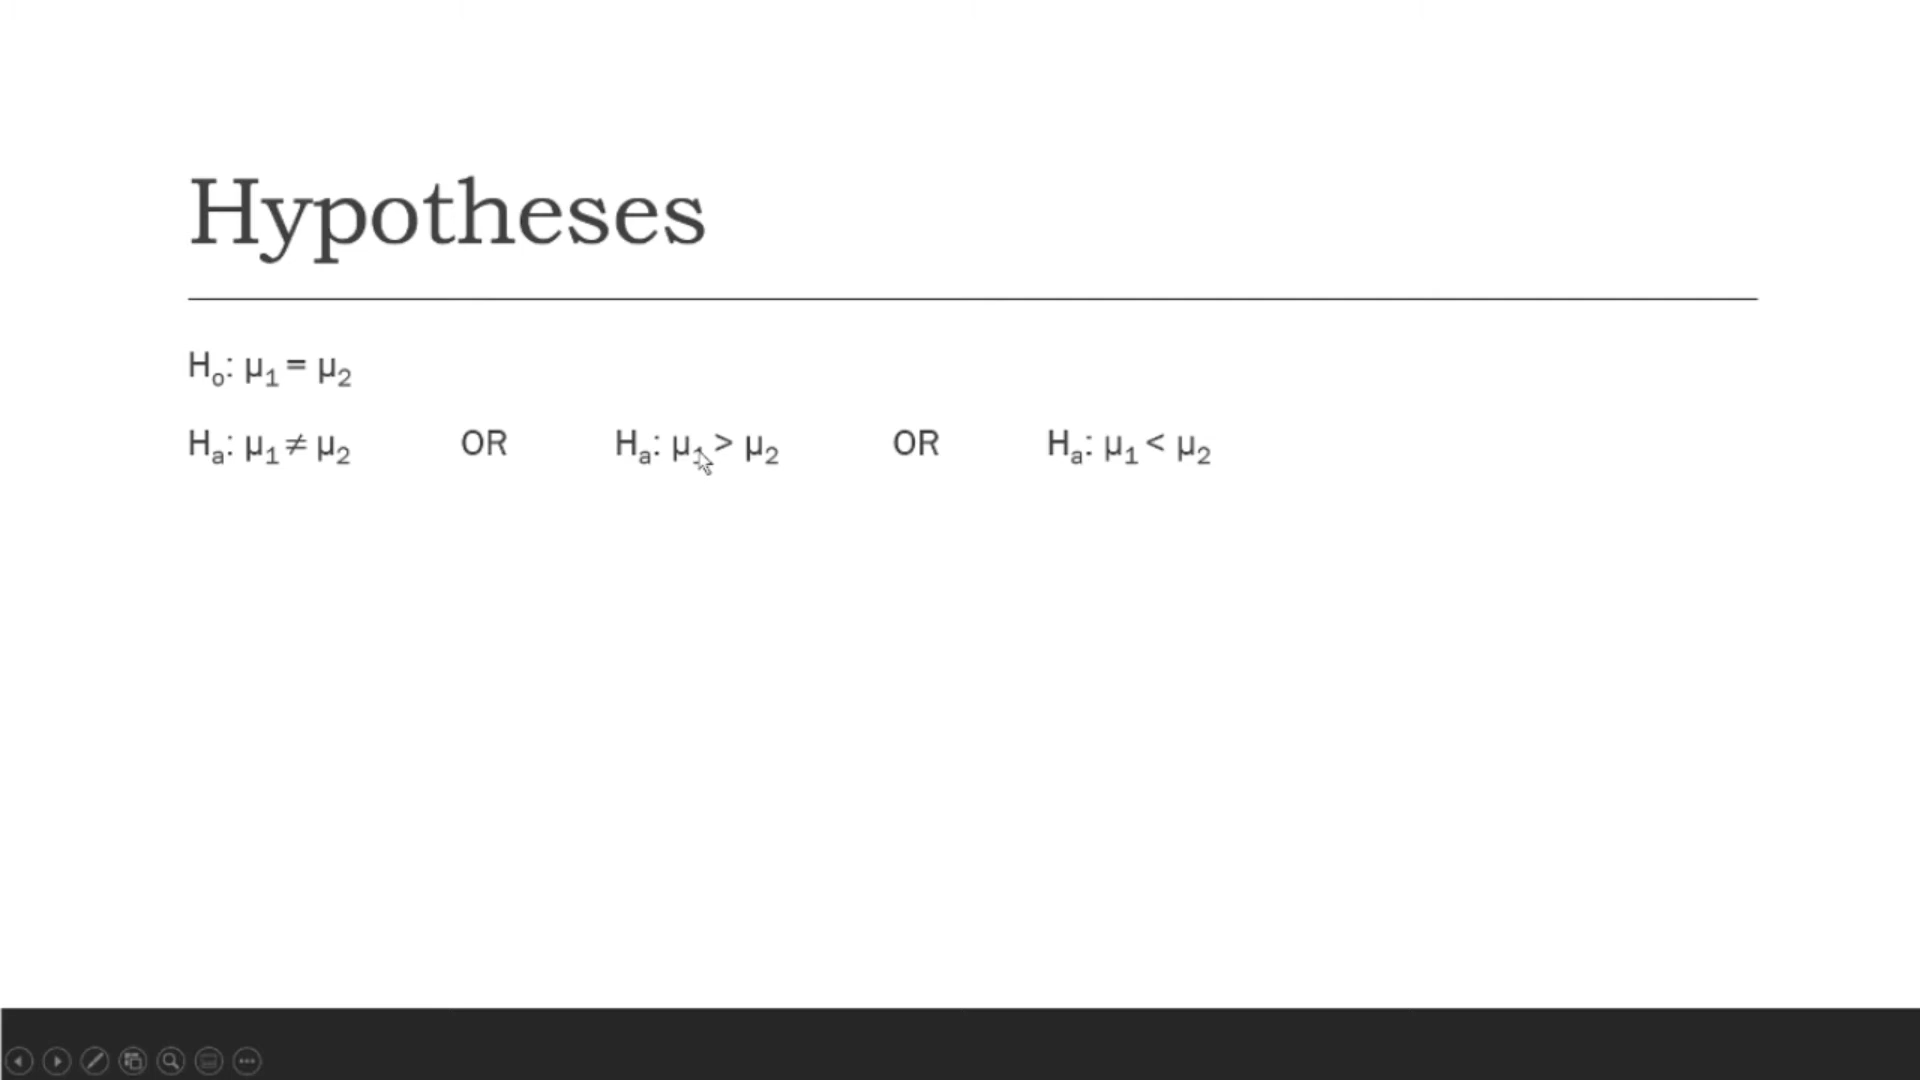 Hypotheses
Hₒ: µ₁ = µ₂
Hₐ: µ₁ ≠ µ₂ OR Hₐ: µ₁ > µ₂ OR Hₐ: µ₁ < µ₂